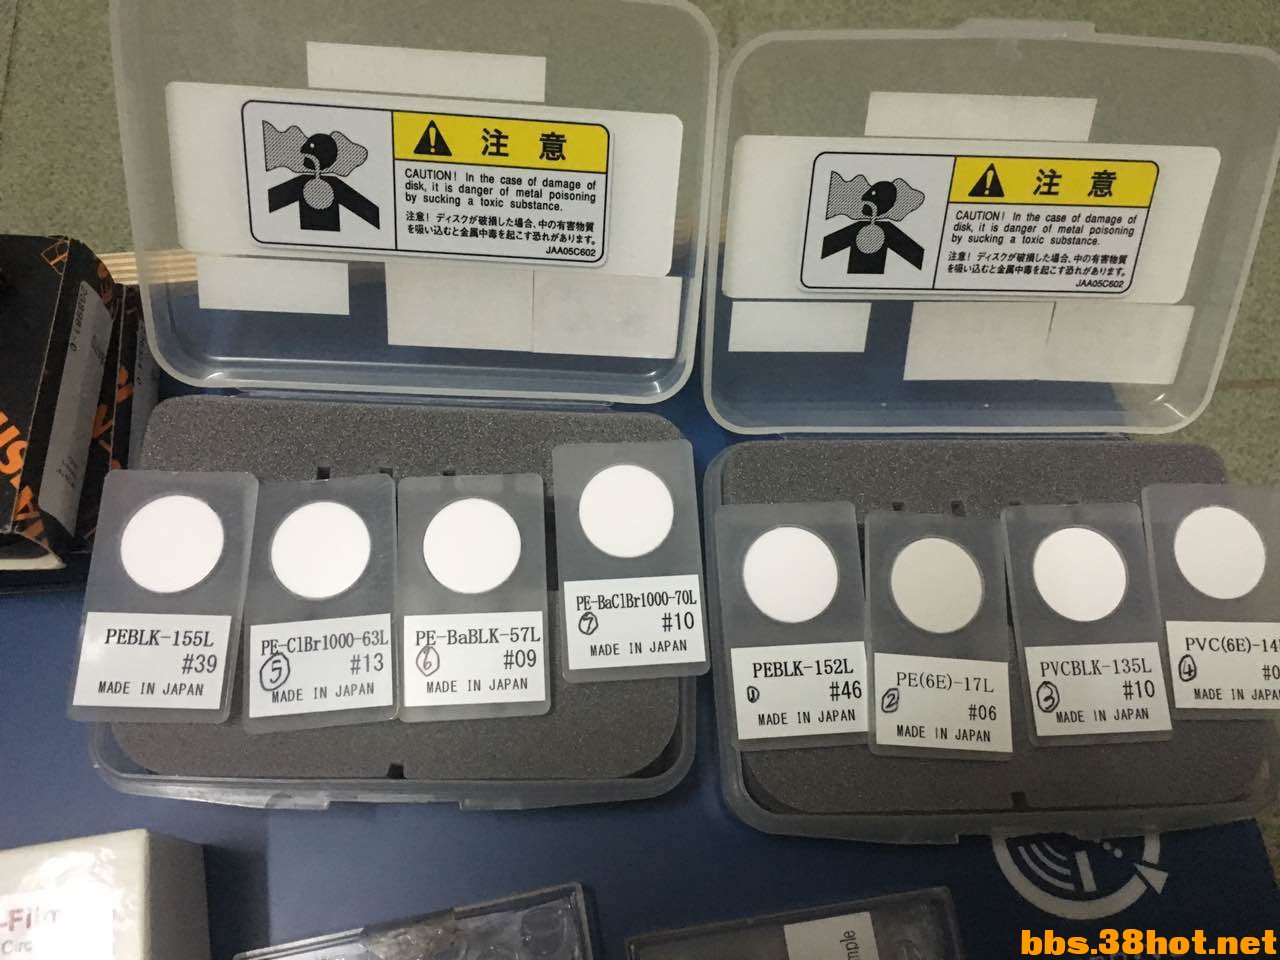 注 意
CAUTION! In the case of damage of
disk, it is danger of metal poisoning
by sucking a toxic substance.
注意! ディスクが破損した場合、中の有害物質
を吸い込むと金属中毒を起こす恐れがあります。
JAA05C602
注 意
CAUTION! In the case of damage of
disk, it is danger of metal poisoning
by sucking a toxic substance.
注意! ディスクが破損した場合、中の有害物質
を吸い込むと金属中毒を起こす恐れがあります。
JAA05C602
PEBLK-155L
#39
MADE IN JAPAN
PE-ClBr1000-63L
⑤ #13
MADE IN JAPAN
PE-BaBLK-57L
⑥ #09
MADE IN JAPAN
PE-BaClBr1000-70L
⑦ #10
MADE IN JAPAN
PEBLK-152L
① #46
MADE IN JAPAN
PE(6E)-17L
② #06
MADE IN JAPAN
PVCBLK-135L
③ #10
MADE IN JAPAN
PVC(6E)-14
④ #0
MADE IN JAPAN
-Film
Circ
mple
bbs.38hot.net